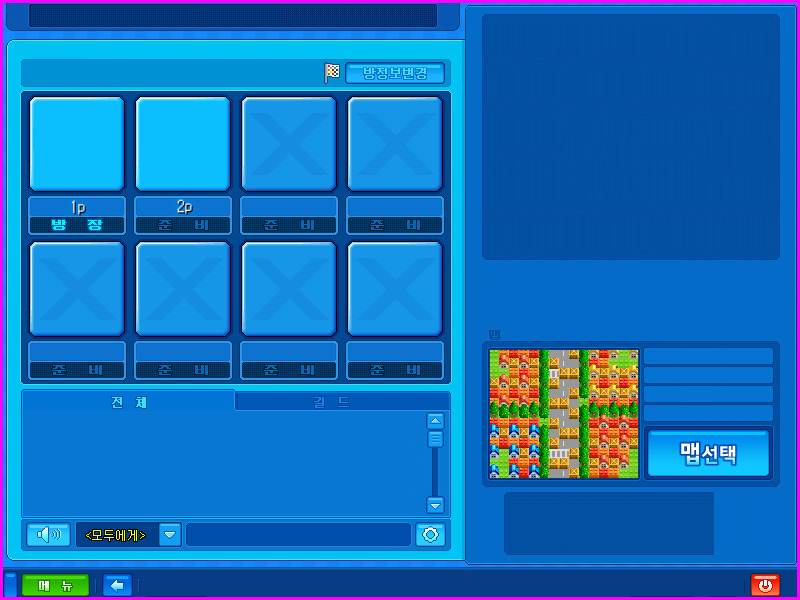 방정보변경
1p 2p
방 장 준 비 준 비 준 비
준 비 준 비 준 비 준 비
전 체 길 드
맵
맵선택
<모두에게>
메 뉴